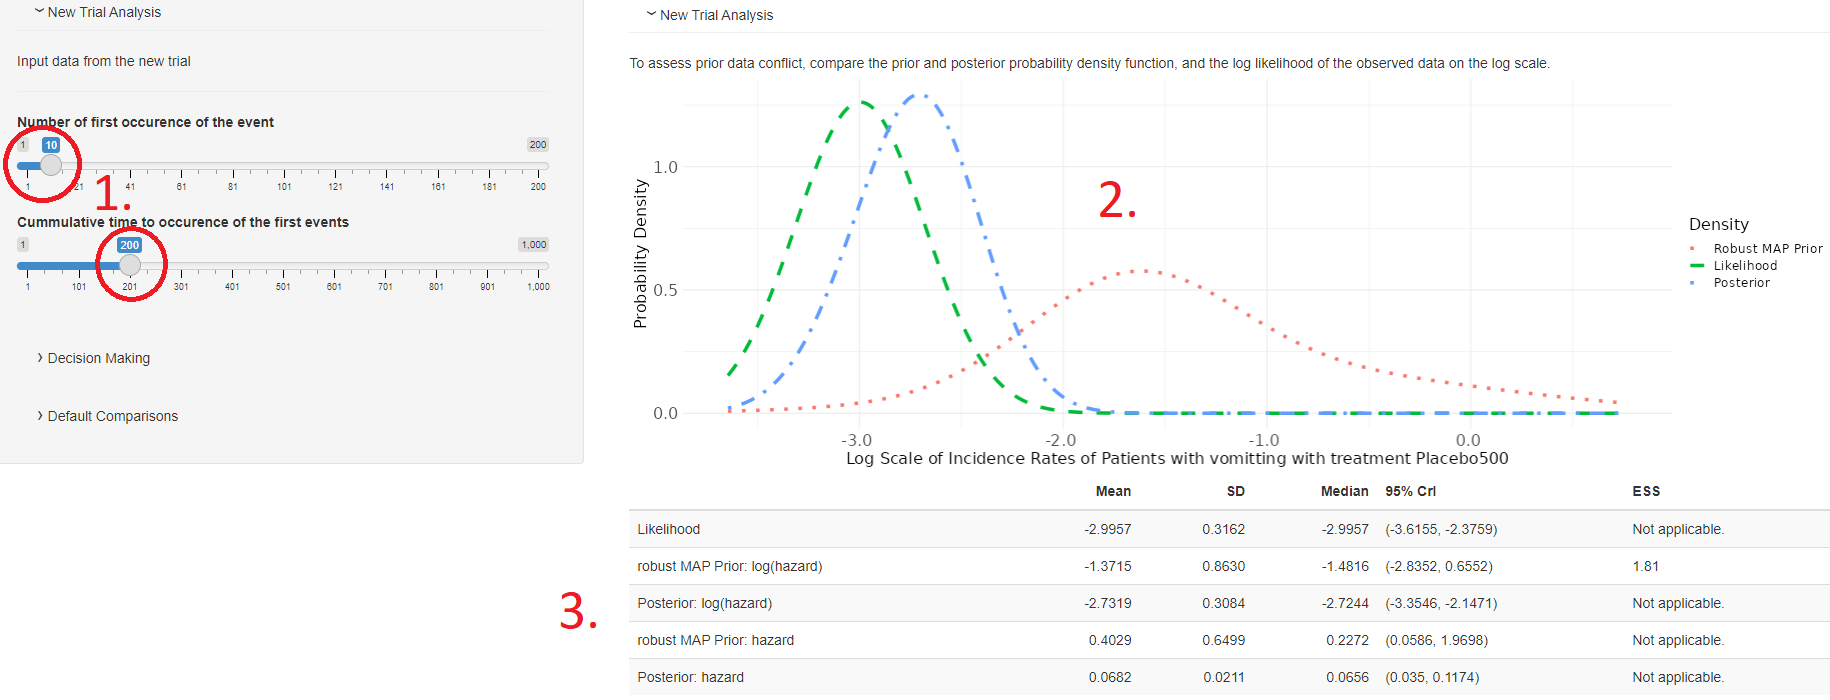 New Trial Analysis
Input data from the new trial
Number of first occurence of the event
1 10 200
1 21 41 61 81 101 121 141 161 181 200
1.
Cummulative time to occurence of the first events
1 200 1,000
1 101 201 301 401 501 601 701 801 901 1,000
Decision Making
Default Comparisons
New Trial Analysis
To assess prior data conflict, compare the prior and posterior probability density function, and the log likelihood of the observed data on the log scale.
Probability Density
1.0
0.5
0.0
2.
-3.0 -2.0 -1.0 0.0
Log Scale of Incidence Rates of Patients with vomitting with treatment Placebo500
Density
Robust MAP Prior
Likelihood
Posterior
3.
Mean SD Median 95% CrI ESS
Likelihood -2.9957 0.3162 -2.9957 (-3.6155, -2.3759) Not applicable.
robust MAP Prior: log(hazard) -1.3715 0.8630 -1.4816 (-2.8352, 0.6552) 1.81
Posterior: log(hazard) -2.7319 0.3084 -2.7244 (-3.3546, -2.1471) Not applicable.
robust MAP Prior: hazard 0.4029 0.6499 0.2272 (0.0586, 1.9698) Not applicable.
Posterior: hazard 0.0682 0.0211 0.0656 (0.035, 0.1174) Not applicable.